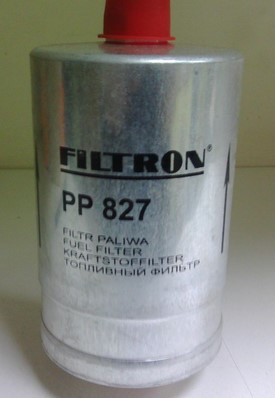 FILTRON®
PP 827
FILTR PALIWA
FUEL FILTER
KRAFTSTOFFILTER
ТОПЛИВНЫЙ ФИЛЬТР